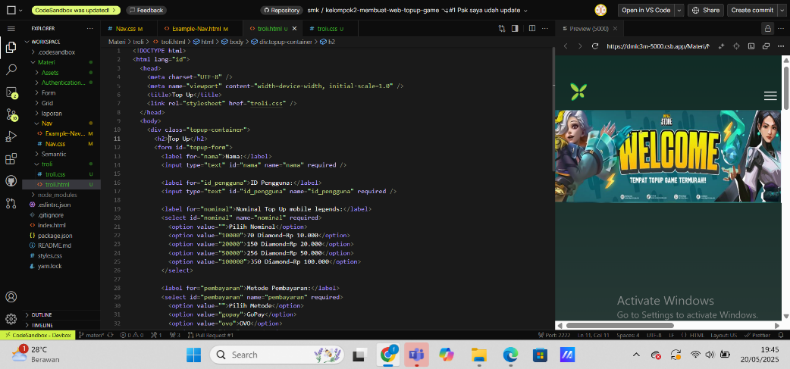 CodeSandbox was updated!
Feedback
Repository
smk / kelompok2-membuat-web-topup-game
#1 Pak saya udah update
Open in VS Code
Share
EXPLORER
WORKSPACE
codesandbox
Materi
Assets
Authentication...
Form
Grid
laporan
Nav
Example-Nav.... M
Nav.css M
Semantic
troli
troli.css U
troli.html U
node_modules
.eslintrc.json
.gitignore
index.html
package.json
README.md
styles.css
yarn.lock
OUTLINE
TIMELINE
Nav.css M
Example-Nav.html M
troli.html U
troli.css U
Materi > troli > troli.html > html > body > div.topup-container > h2
1 <!DOCTYPE html>
2 <html lang="id">
3 <head>
4 <meta charset="UTF-8" />
5 <meta name="viewport" content="width=device-width, initial-scale=1.0" />
6 <title>Top Up</title>
7 <link rel="stylesheet" href="troli.css" />
8 </head>
9 <body>
10 <div class="topup-container">
11 <h2>Top Up</h2>
12 <form id="topup-form">
13 <label for="nama">Nama:</label>
14 <input type="text" id="nama" name="nama" required />
15
16 <label for="id_pengguna">ID Pengguna:</label>
17 <input type="text" id="id_pengguna" name="id_pengguna" required />
18
19 <label for="nominal">Nominal Top Up mobile legends:</label>
20 <select id="nominal" name="nominal" required>
21 <option value="">Pilih Nominal</option>
22 <option value="10000">70 Diamond=Rp 10.000</option>
23 <option value="20000">150 Diamond=Rp 20.000</option>
24 <option value="50000">256 Diamond=Rp 50.000</option>
25 <option value="100000">350 Diamond=Rp 100.000</option>
26 </select>
27
28 <label for="pembayaran">Metode Pembayaran:</label>
29 <select id="pembayaran" name="pembayaran" required>
30 <option value="">Pilih Metode</option>
31 <option value="gopay">GoPay</option>
32 <option value="ovo">OVO</option>
Preview /
https://dmlk3m-5000.csb.app/Materi/
WELCOME
TEMPAT TOPUP GAME TERMURAH!
Activate Windows
Go to Settings to activate Windows.
CodeSandbox - Devbox
Pull Request #1
28°C
Berawan
Search
19:45
20/05/2025